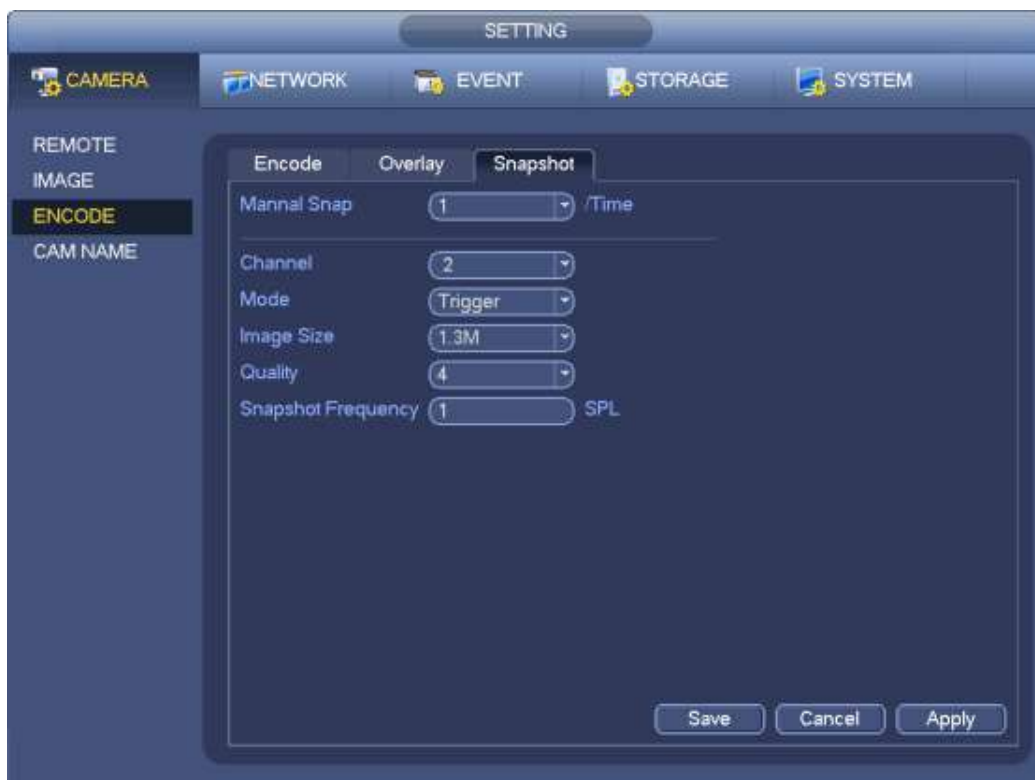 SETTING
CAMERA NETWORK EVENT STORAGE SYSTEM
REMOTE
IMAGE
ENCODE
CAM NAME
Encode Overlay Snapshot
Mannal Snap 1 /Time
Channel 2
Mode Trigger
Image Size 1.3M
Quality 4
Snapshot Frequency 1 SPL
Save Cancel Apply